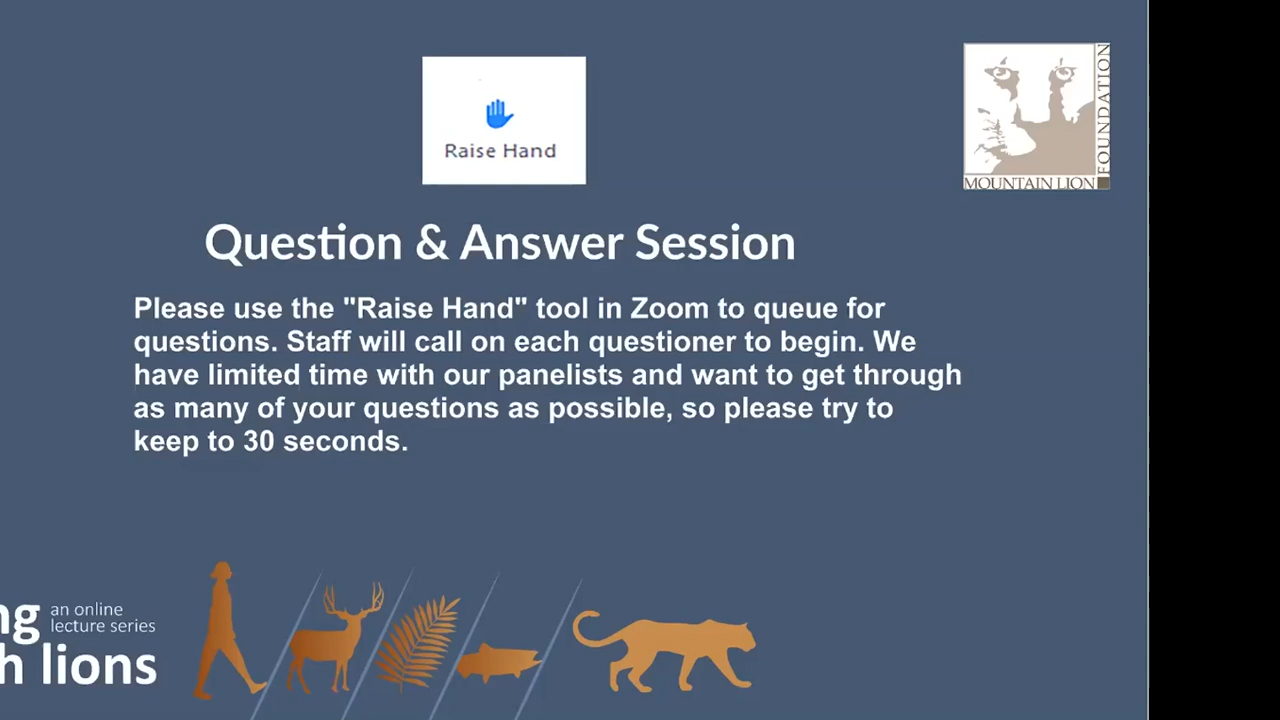 Raise Hand
MOUNTAIN LION
FOUNDATION
Question & Answer Session
Please use the "Raise Hand" tool in Zoom to queue for
questions. Staff will call on each questioner to begin. We
have limited time with our panelists and want to get through
as many of your questions as possible, so please try to
keep to 30 seconds.
ng
an online
lecture series
h lions